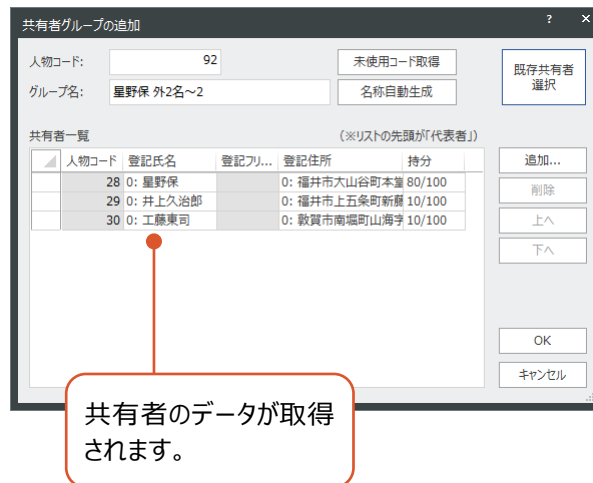 共有者グループの追加 ? ×
人物コード: 92 未使用コード取得 既存共有者
選択
グループ名: 星野保 外2名～2 名称自動生成
共有者一覧 (※リストの先頭が「代表者」)
人物コード 登記氏名 登記フリ... 登記住所 持分
28 0: 星野保 0: 福井市大山谷町本堂 80/100
29 0: 井上久治郎 0: 福井市上五条町新 10/100
30 0: 工藤東司 0: 敦賀市南堀町山海字 10/100
追加...
削除
上へ
下へ
OK
キャンセル
共有者のデータが取得
されます。